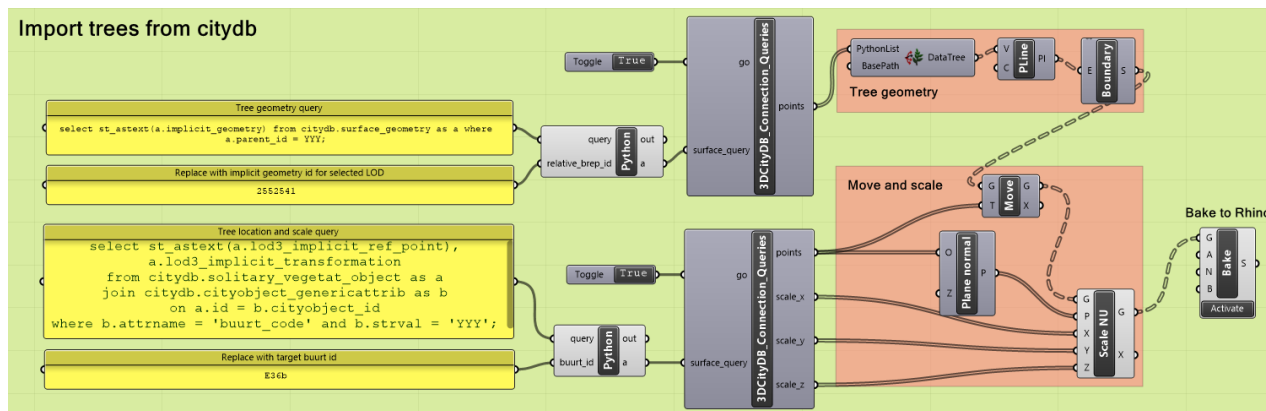 Import trees from citydb
Toggle True
go
points
surface_query
3DCityDB_Connection_Queries
PythonList
BasePath
DataTree
V
C
PLine
Pl
E
Boundary
S
Tree geometry
Tree geometry query
select st_astext(a.implicit_geometry) from citydb.surface_geometry as a where
a.parent_id = YYY;
Replace with implicit geometry id for selected LOD
2552541
query
relative_brep_id
Python
out
a
Tree location and scale query
select st_astext(a.lod3_implicit_ref_point),
a.lod3_implicit_transformation
from citydb.solitary_vegetat_object as a
join citydb.cityobject_genericattrib as b
on a.id = b.cityobject_id
where b.attrname = 'buurt_code' and b.strval = 'YYY';
Replace with target buurt id
E36b
query
buurt_id
Python
out
a
Toggle True
go
surface_query
3DCityDB_Connection_Queries
points
scale_x
scale_y
scale_z
Move and scale
G
T
Move
G
X
O
Z
Plane normal
P
G
P
X
Y
Z
Scale NU
G
X
Bake to Rhino
G
A
N
B
Bake
S
Activate